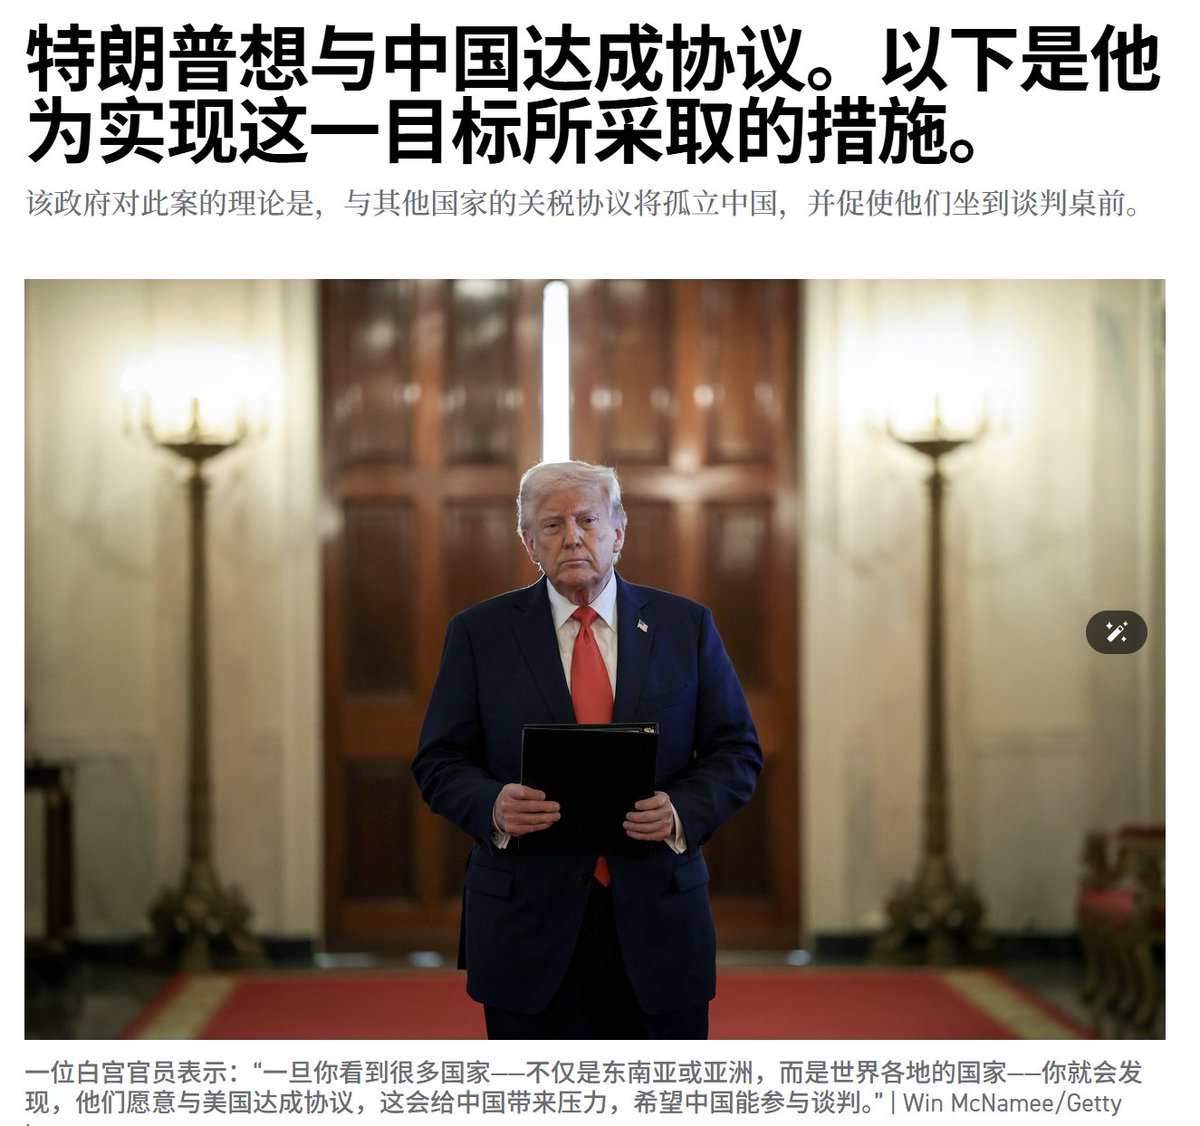 特朗普想与中国达成协议。以下是他
为实现这一目标所采取的措施。
该政府对此案的理论是，与其他国家的关税协议将孤立中国，并促使他们坐到谈判桌前。
一位白宫官员表示：“一旦你看到很多国家——不仅是东南亚或亚洲，而是世界各地的国家——你就会发
现，他们愿意与美国达成协议，这会给中国带来压力，希望中国能参与谈判。” | Win McNamee/Getty